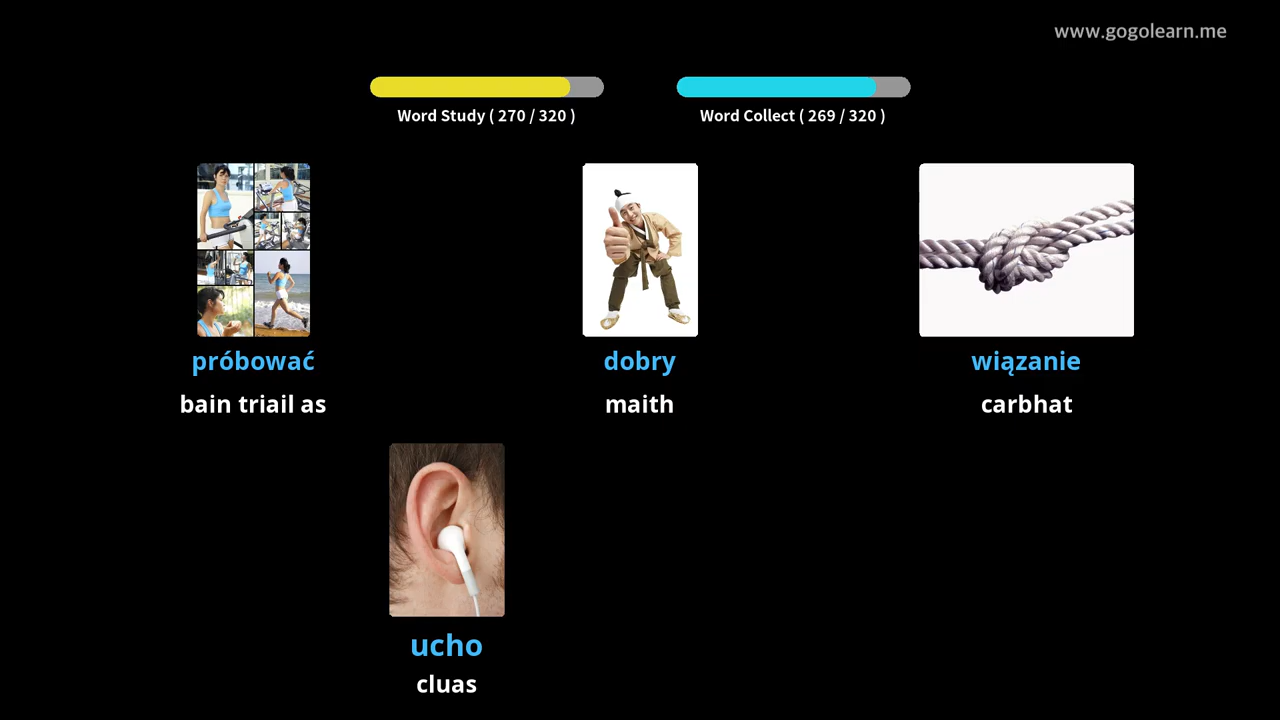 www.gogolearn.me
Word Study ( 270 / 320 )
Word Collect ( 269 / 320 )
próbować
bain triail as
dobry
maith
wiązanie
carbhat
ucho
cluas